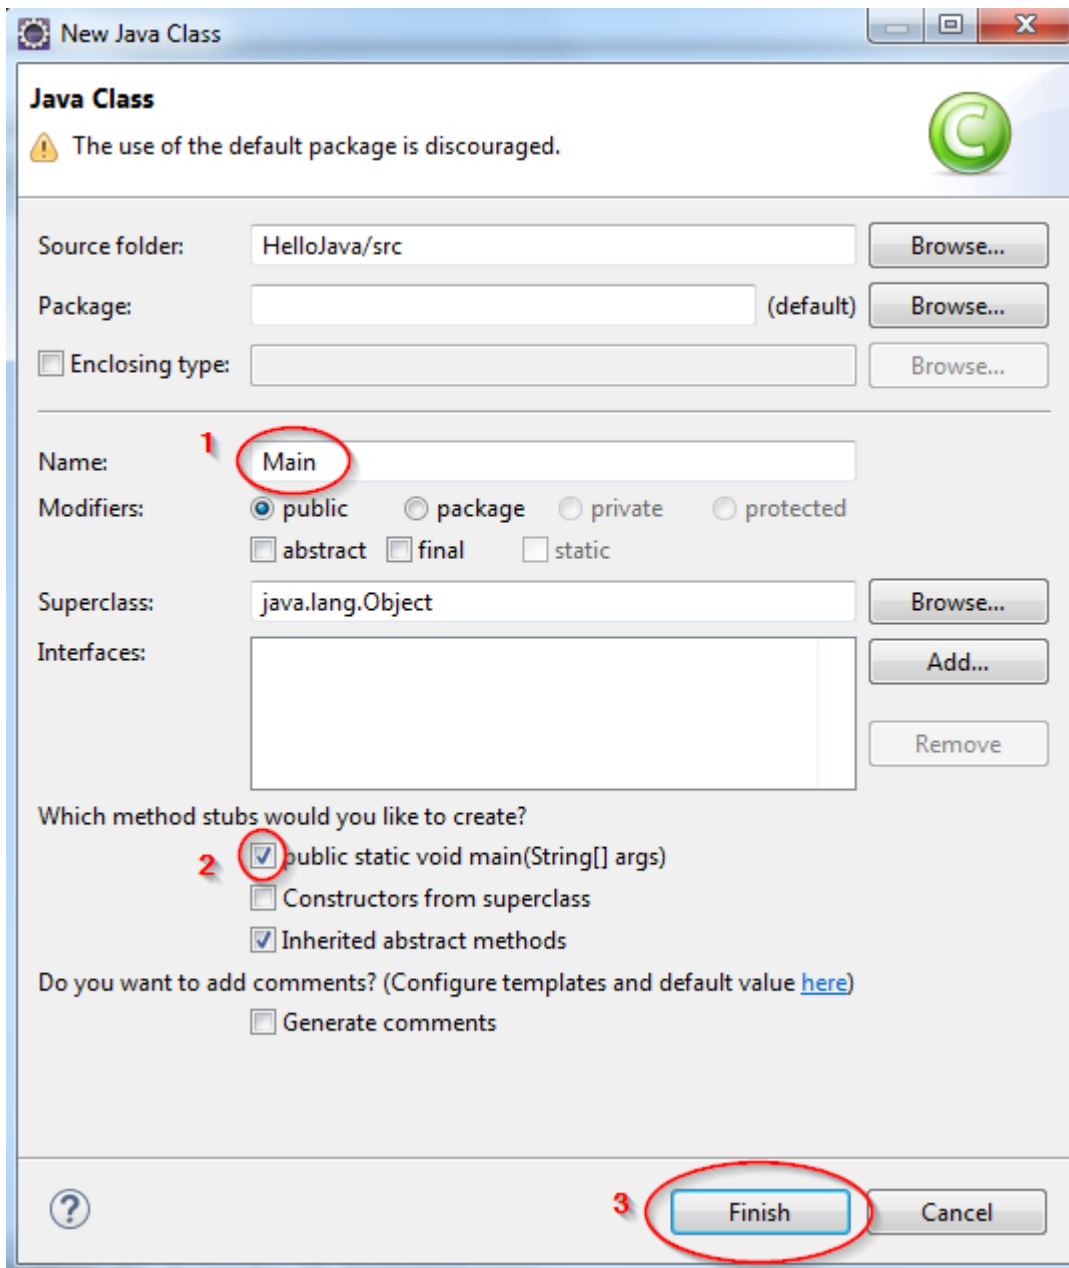 New Java Class
Java Class
The use of the default package is discouraged.
Source folder: HelloJava/src Browse...
Package: (default) Browse...
Enclosing type: Browse...
1
Name: Main
Modifiers: public package private protected
abstract final static
Superclass: java.lang.Object Browse...
Interfaces: Add...
Remove
Which method stubs would you like to create?
2 public static void main(String[] args)
Constructors from superclass
Inherited abstract methods
Do you want to add comments? (Configure templates and default value here)
Generate comments
? 3 Finish Cancel